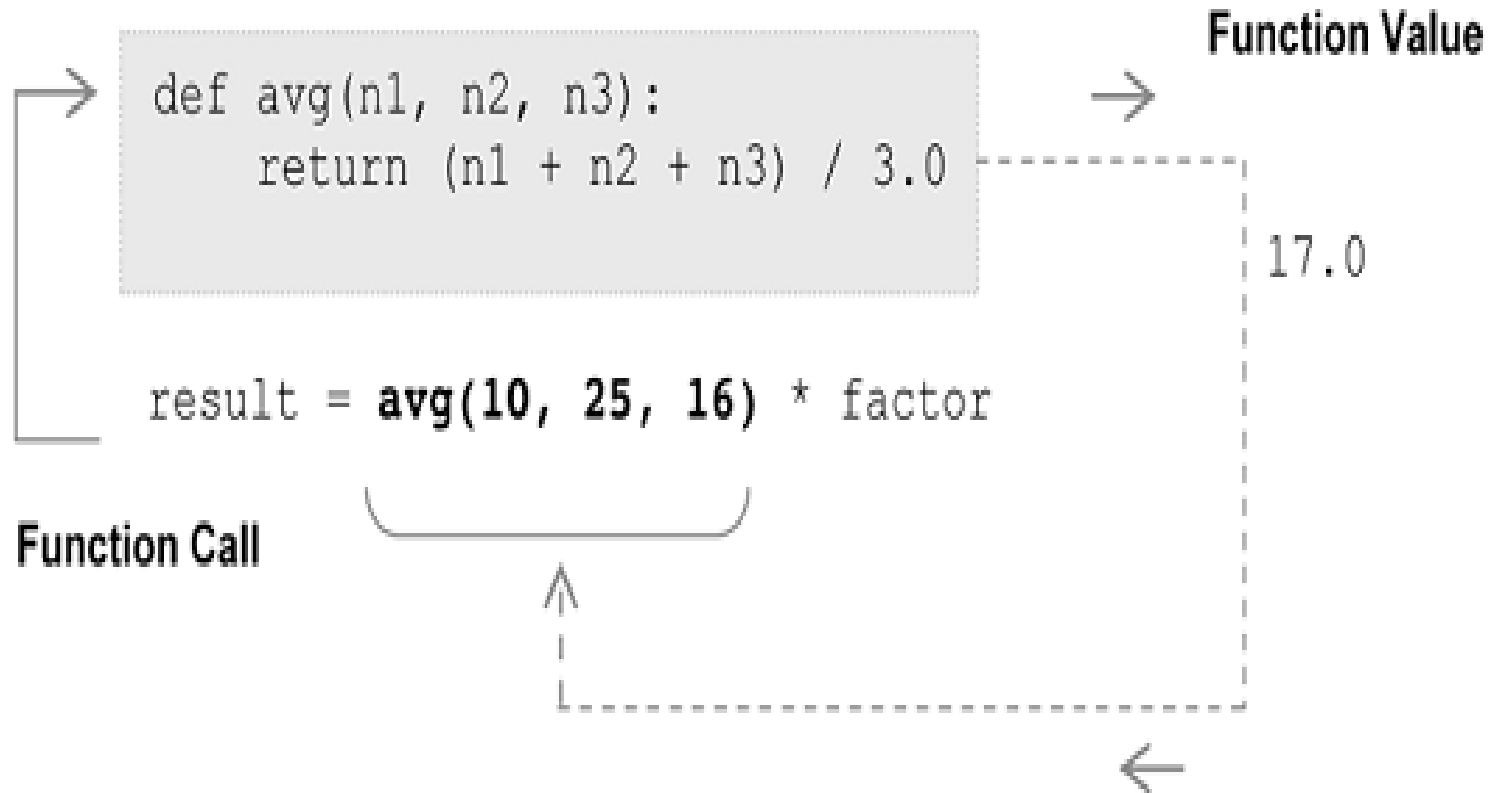 Function Value
def avg(n1, n2, n3):
return (n1 + n2 + n3) / 3.0
17.0
result = avg(10, 25, 16) * factor
Function Call